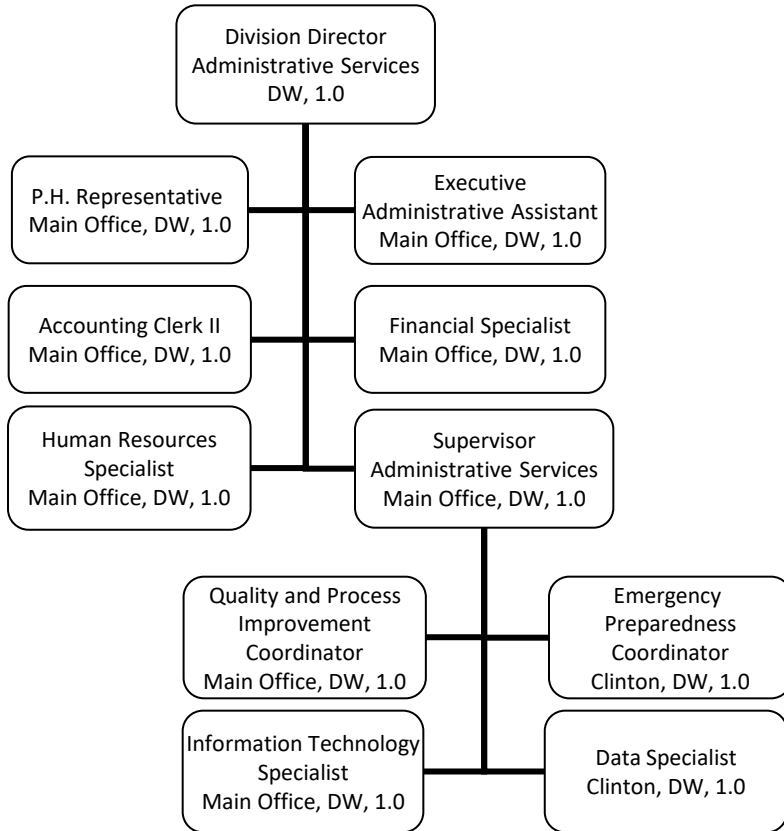 Division Director
Administrative Services
DW, 1.0
P.H. Representative
Main Office, DW, 1.0
Executive
Administrative Assistant
Main Office, DW, 1.0
Accounting Clerk II
Main Office, DW, 1.0
Financial Specialist
Main Office, DW, 1.0
Human Resources
Specialist
Main Office, DW, 1.0
Supervisor
Administrative Services
Main Office, DW, 1.0
Quality and Process
Improvement
Coordinator
Main Office, DW, 1.0
Emergency
Preparedness
Coordinator
Clinton, DW, 1.0
Information Technology
Specialist
Main Office, DW, 1.0
Data Specialist
Clinton, DW, 1.0